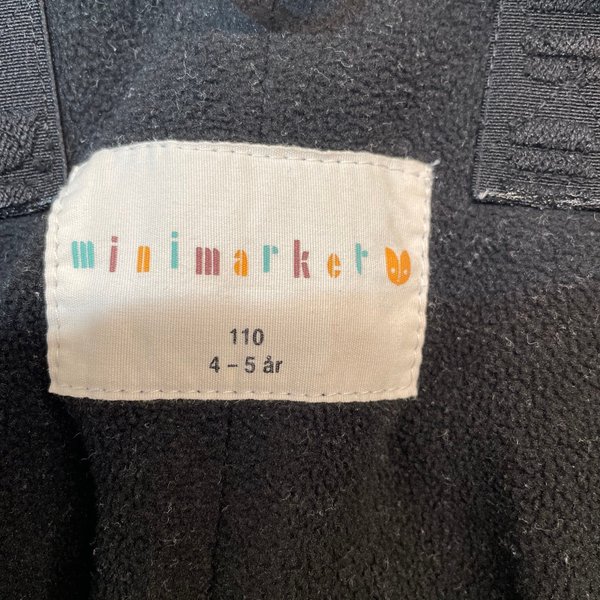 minimarket
110
4 – 5 år